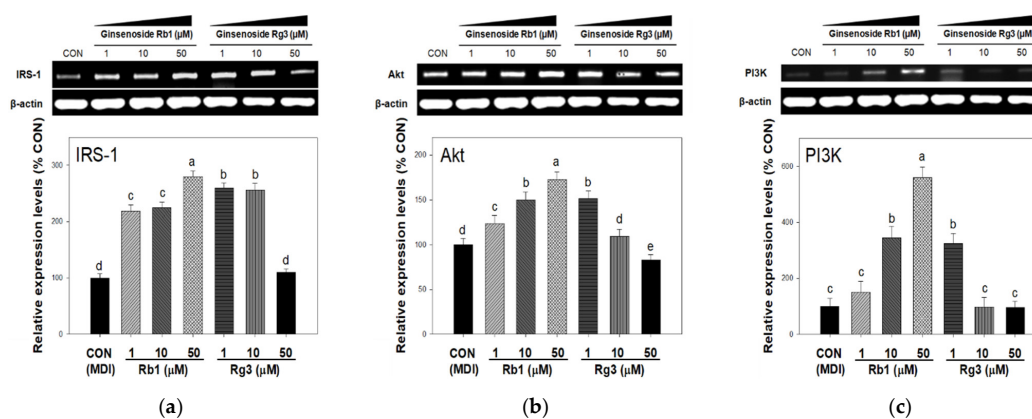 Ginsenoside Rb1 (μM) Ginsenoside Rg3 (μM)
CON 1 10 50 1 10 50
IRS-1
β-actin
IRS-1
Relative expression levels (% CON)
300
200
100
0
d c c a b b d
CON (MDI) 1 10 50 1 10 50
Rb1 (μM) Rg3 (μM)
(a)
Ginsenoside Rb1 (μM) Ginsenoside Rg3 (μM)
CON 1 10 50 1 10 50
Akt
β-actin
Akt
Relative expression levels (% CON)
200
150
100
50
0
d c b a b d e
CON (MDI) 1 10 50 1 10 50
Rb1 (μM) Rg3 (μM)
(b)
Ginsenoside Rb1 (μM) Ginsenoside Rg3 (μM)
CON 1 10 50 1 10 50
PI3K
β-actin
PI3K
Relative expression levels (% CON)
600
400
200
0
c c b a b c c
CON (MDI) 1 10 50 1 10 50
Rb1 (μM) Rg3 (μM)
(c)